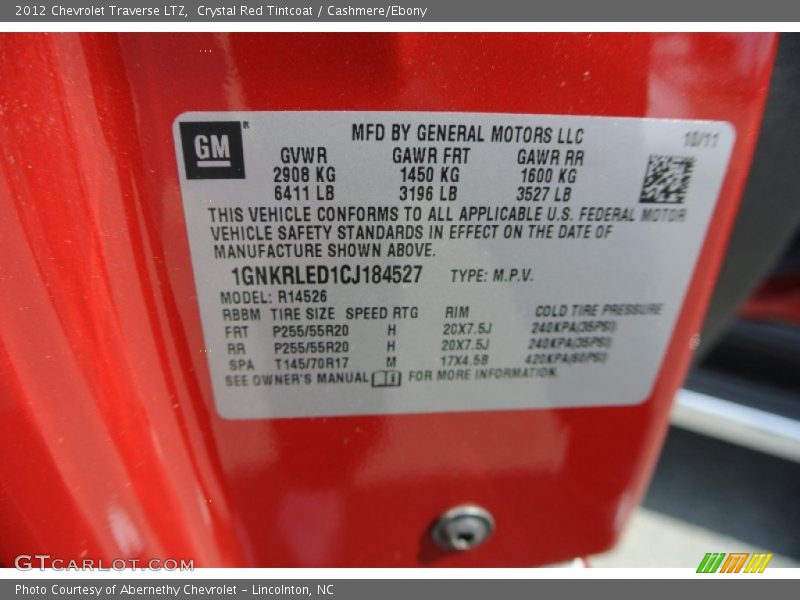 2012 Chevrolet Traverse LTZ, Crystal Red Tintcoat / Cashmere/Ebony
GM
MFD BY GENERAL MOTORS LLC 10/11
GVWR GAWR FRT GAWR RR
2908 KG 1450 KG 1600 KG
6411 LB 3196 LB 3527 LB
THIS VEHICLE CONFORMS TO ALL APPLICABLE U.S. FEDERAL MOTOR
VEHICLE SAFETY STANDARDS IN EFFECT ON THE DATE OF
MANUFACTURE SHOWN ABOVE.
1GNKRLED1CJ184527 TYPE: M.P.V.
MODEL: R14526
RBBM TIRE SIZE SPEED RTG RIM COLD TIRE PRESSURE
FRT P255/55R20 H 20X7.5J 240KPA(35PSI)
RR P255/55R20 H 20X7.5J 240KPA(35PSI)
SPA T145/70R17 M 17X4.5B 420KPA(60PSI)
SEE OWNER'S MANUAL FOR MORE INFORMATION.
GTCARLOT.COM
Photo Courtesy of Abernethy Chevrolet - Lincolnton, NC